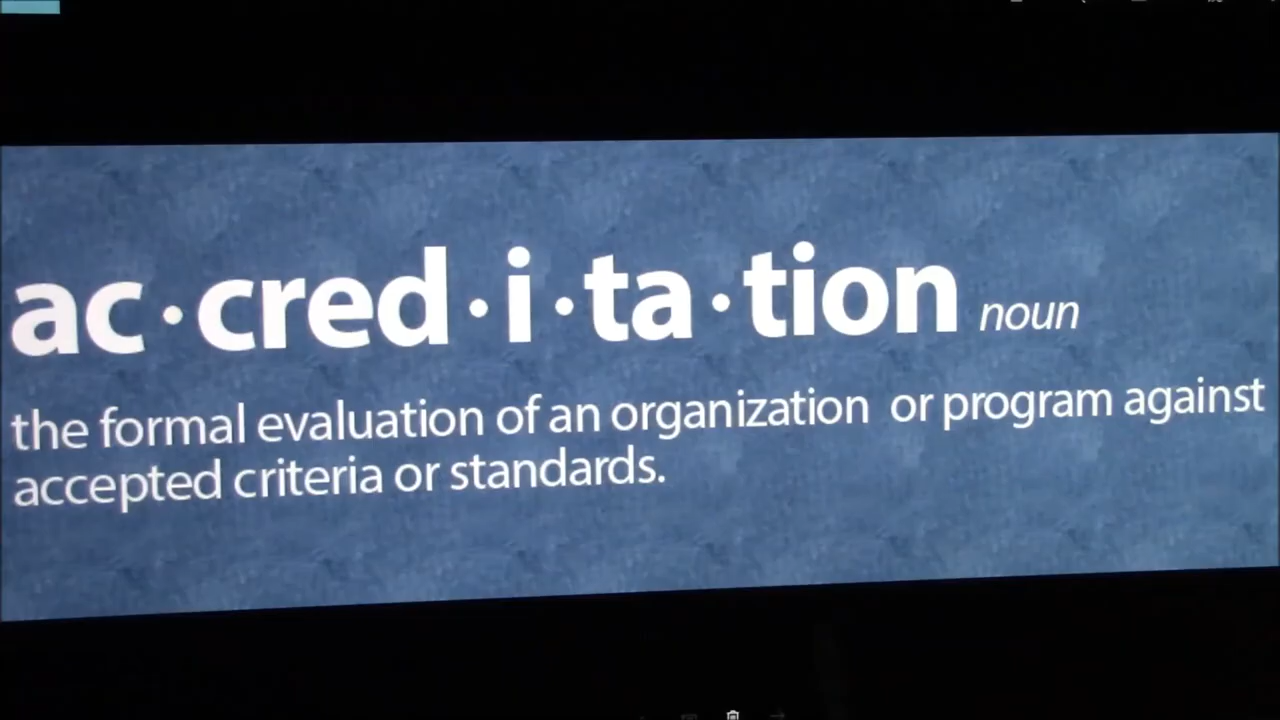 ac·cred·i·ta·tion noun
the formal evaluation of an organization or program against
accepted criteria or standards.